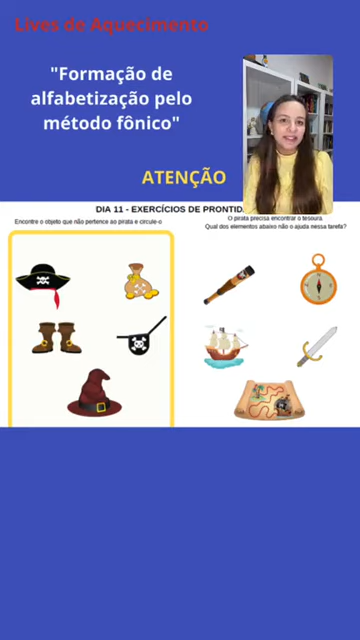 Lives de Aquecimento
"Formação de
alfabetização pelo
método fônico"
ATENÇÃO
DIA 11 - EXERCÍCIOS DE PRONTID
Encontre o objeto que não pertence ao pirata e circule-o
O pirata precisa encontrar o tesoura
Qual dos elementos abaixo não o ajuda nessa tarefa?